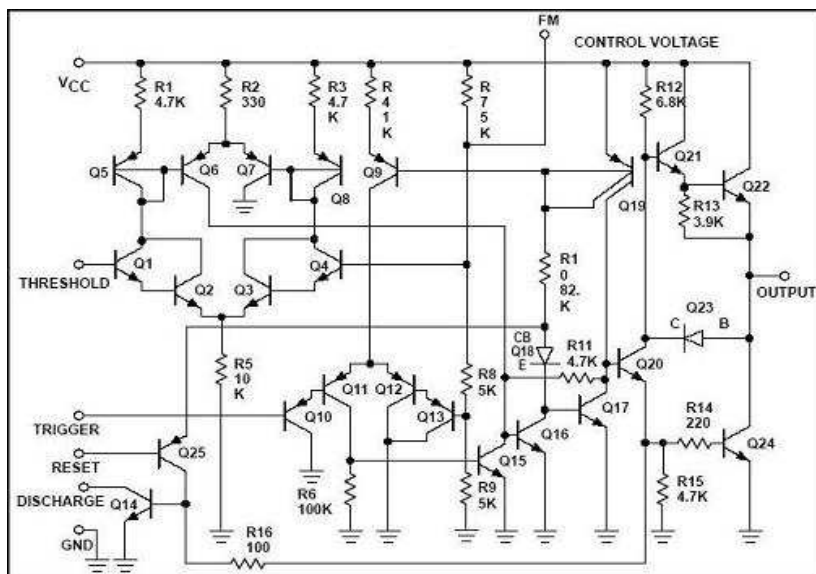 FM
CONTROL VOLTAGE
VCC
R1
4.7K
R2
330
R3
4.7
K
R
4 1
K
R
7 5
K
R12
6.8K
Q5
Q6
Q7
Q8
Q9
Q19
Q21
Q22
R13
3.9K
THRESHOLD
Q1
Q2
Q3
Q4
R1
0
82.
K
OUTPUT
Q23
C
B
CB
Q18
E
R11
4.7K
Q20
R5
10
K
R8
5K
TRIGGER
Q10
Q11
Q12
Q13
Q15
Q16
Q17
R14
220
Q24
RESET
Q25
DISCHARGE
Q14
R6
100K
R9
5K
R15
4.7K
GND
R16
100